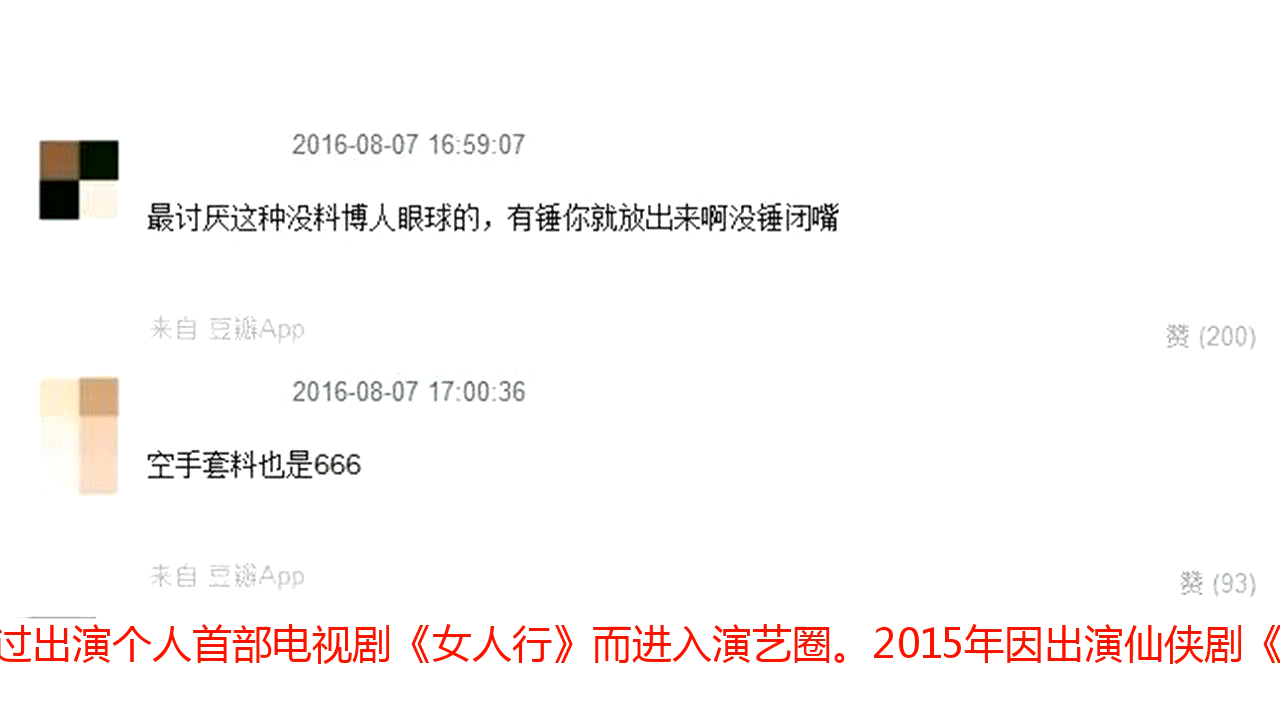 2016-08-07 16:59:07
最讨厌这种没料博人眼球的，有锤你就放出来啊没锤闭嘴
来自 豆瓣App
赞 (200)
2016-08-07 17:00:36
空手套料也是666
来自 豆瓣App
赞 (93)
过出演个人首部电视剧《女人行》而进入演艺圈。2015年因出演仙侠剧《